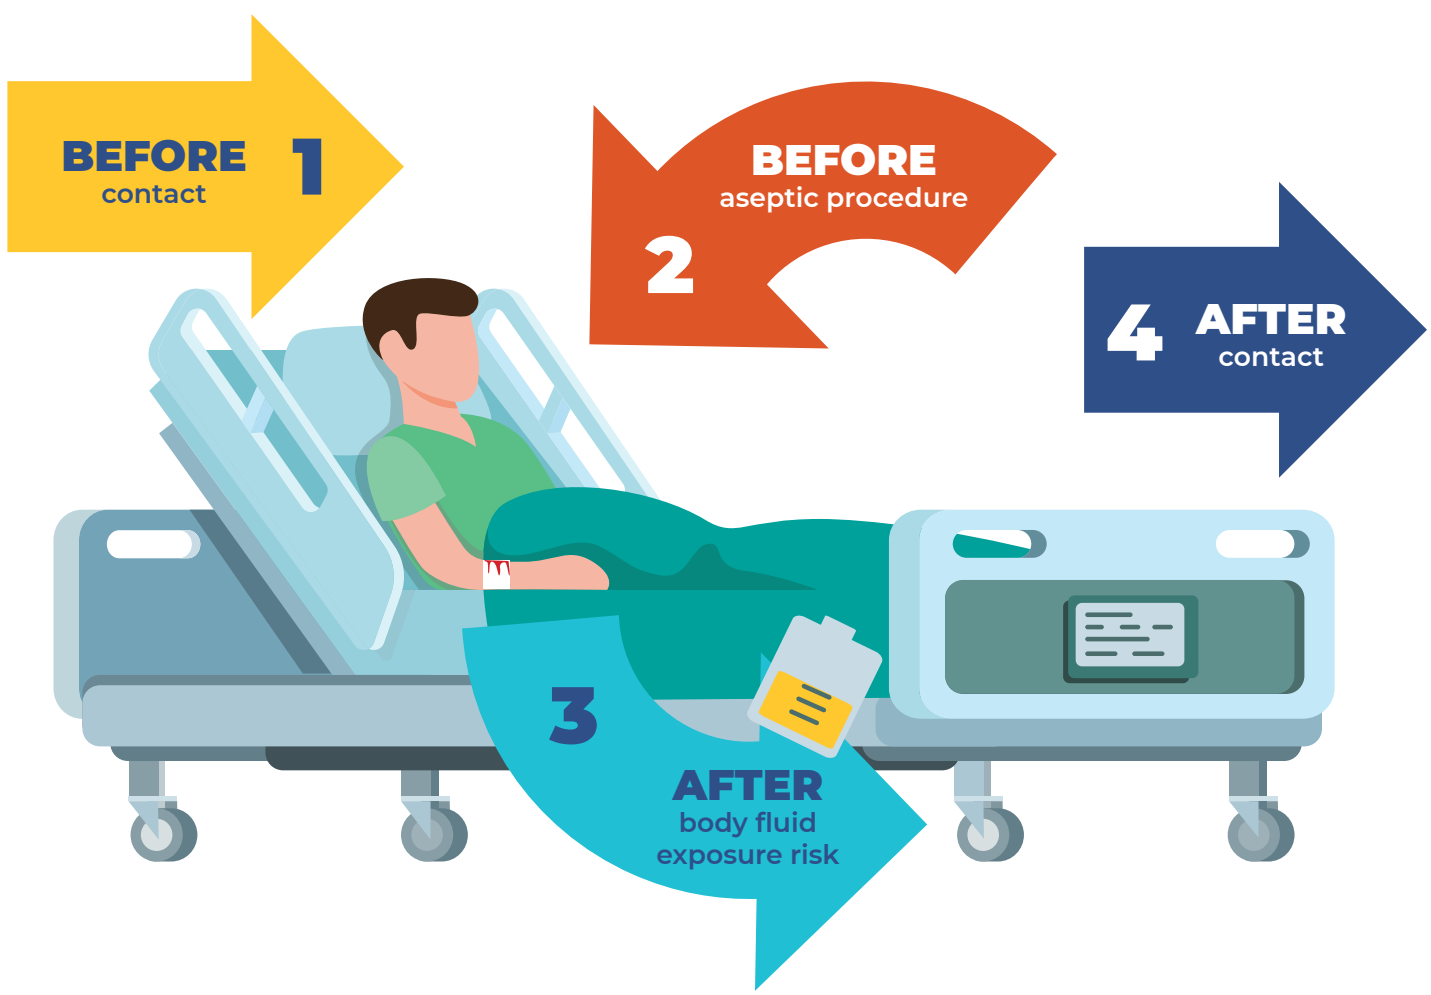 BEFORE
contact
1
BEFORE
aseptic procedure
2
3
AFTER
body fluid
exposure risk
4
AFTER
contact